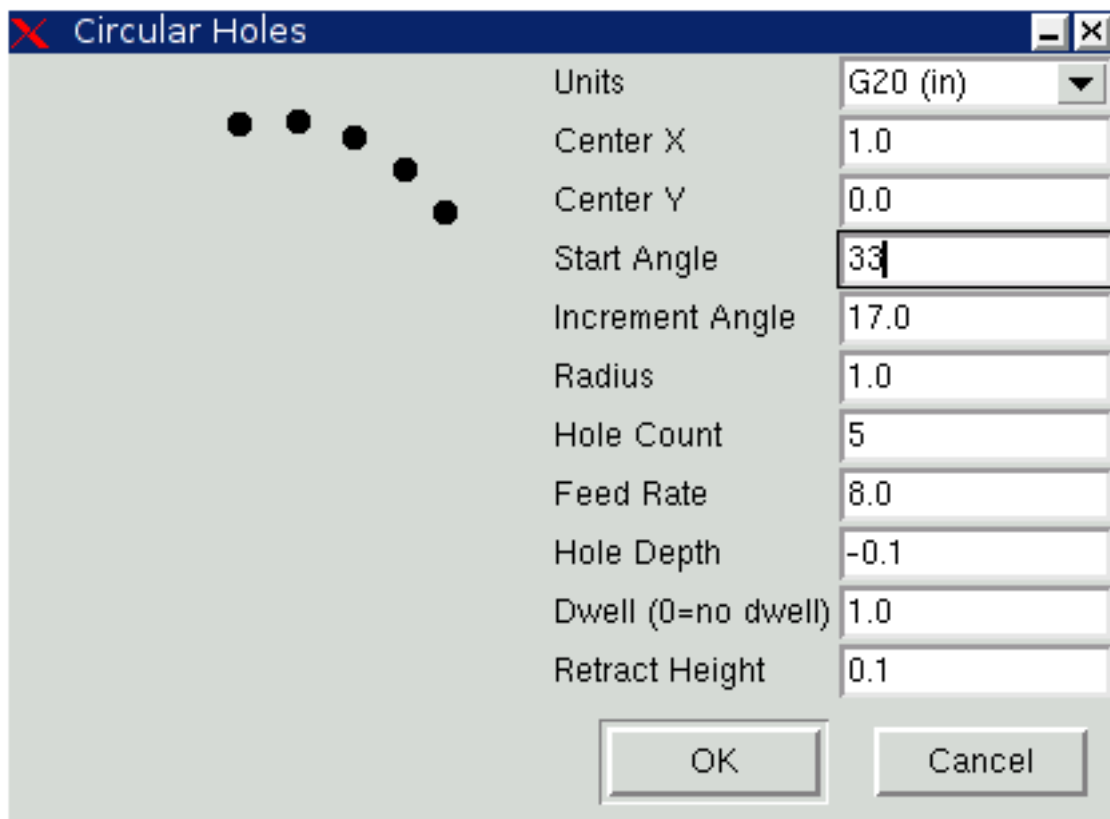 Circular Holes
Units G20 (in)
Center X 1.0
Center Y 0.0
Start Angle 33
Increment Angle 17.0
Radius 1.0
Hole Count 5
Feed Rate 8.0
Hole Depth -0.1
Dwell (0=no dwell) 1.0
Retract Height 0.1
OK Cancel